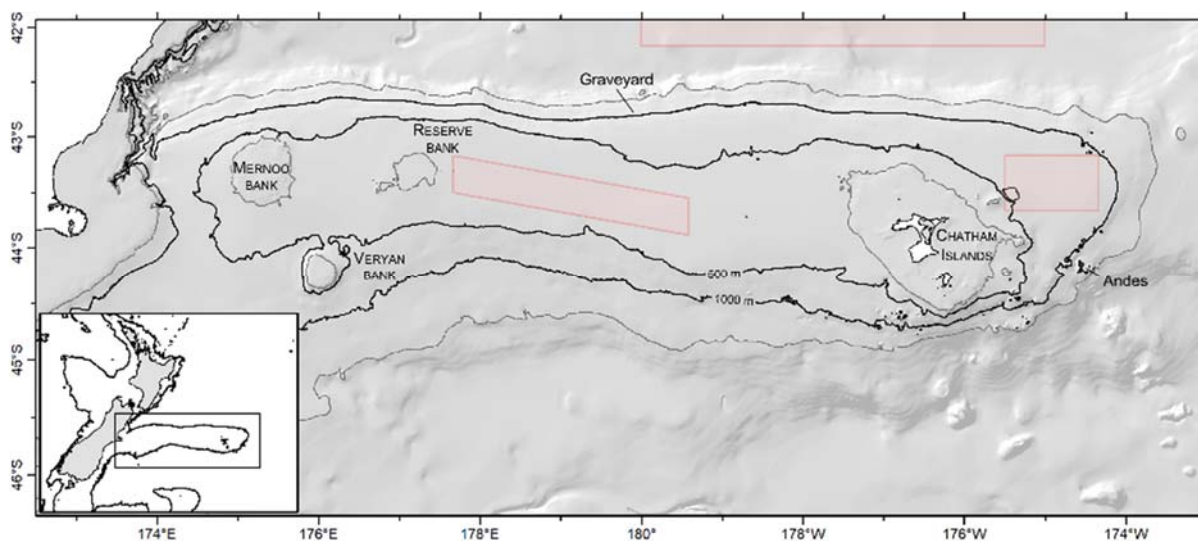 42°S
43°S
44°S
45°S
46°S
Graveyard
RESERVE
BANK
MERNOO
BANK
VERYAN
BANK
CHATHAM
ISLANDS
500 m
1000 m
Andes
174°E
176°E
178°E
180°
178°W
176°W
174°W